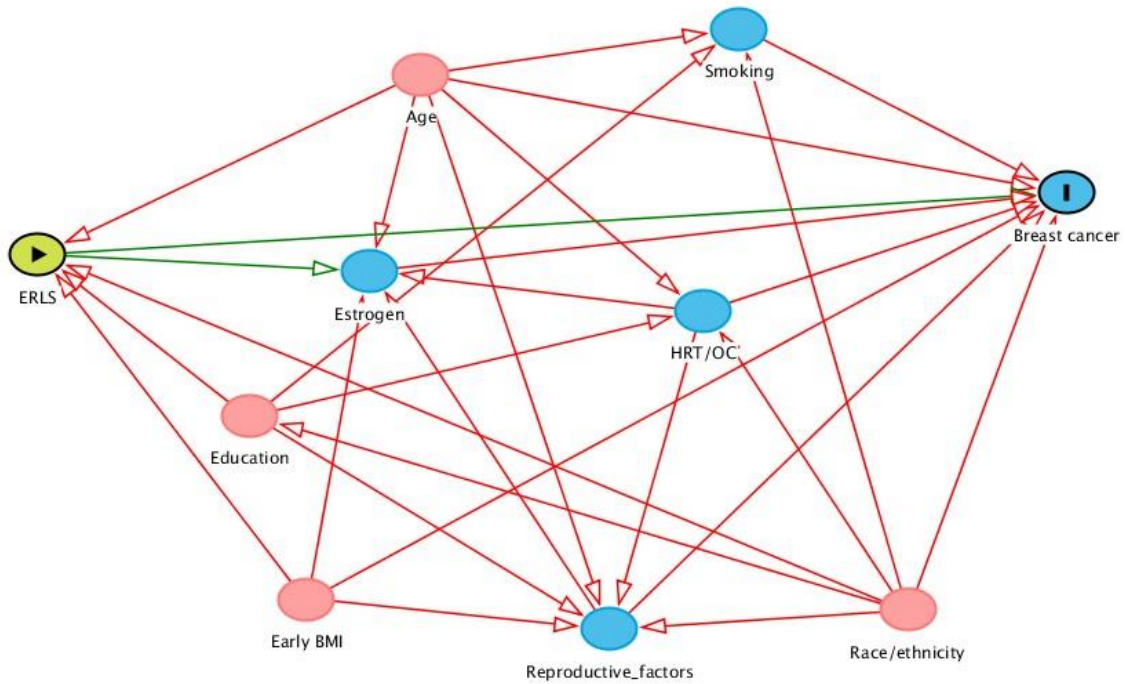 Smoking
Age
Breast cancer
ERLS
Estrogen
HRT/OC
Education
Early BMI
Race/ethnicity
Reproductive_factors